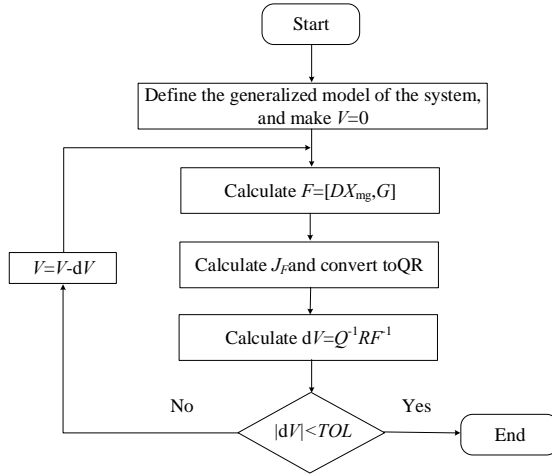 Start
Define the generalized model of the system,
and make V=0
Calculate F=[DXmg,G]
Calculate JFand convert toQR
V=V-dV
Calculate dV=Q-1RF-1
No
Yes
|dV|<TOL
End